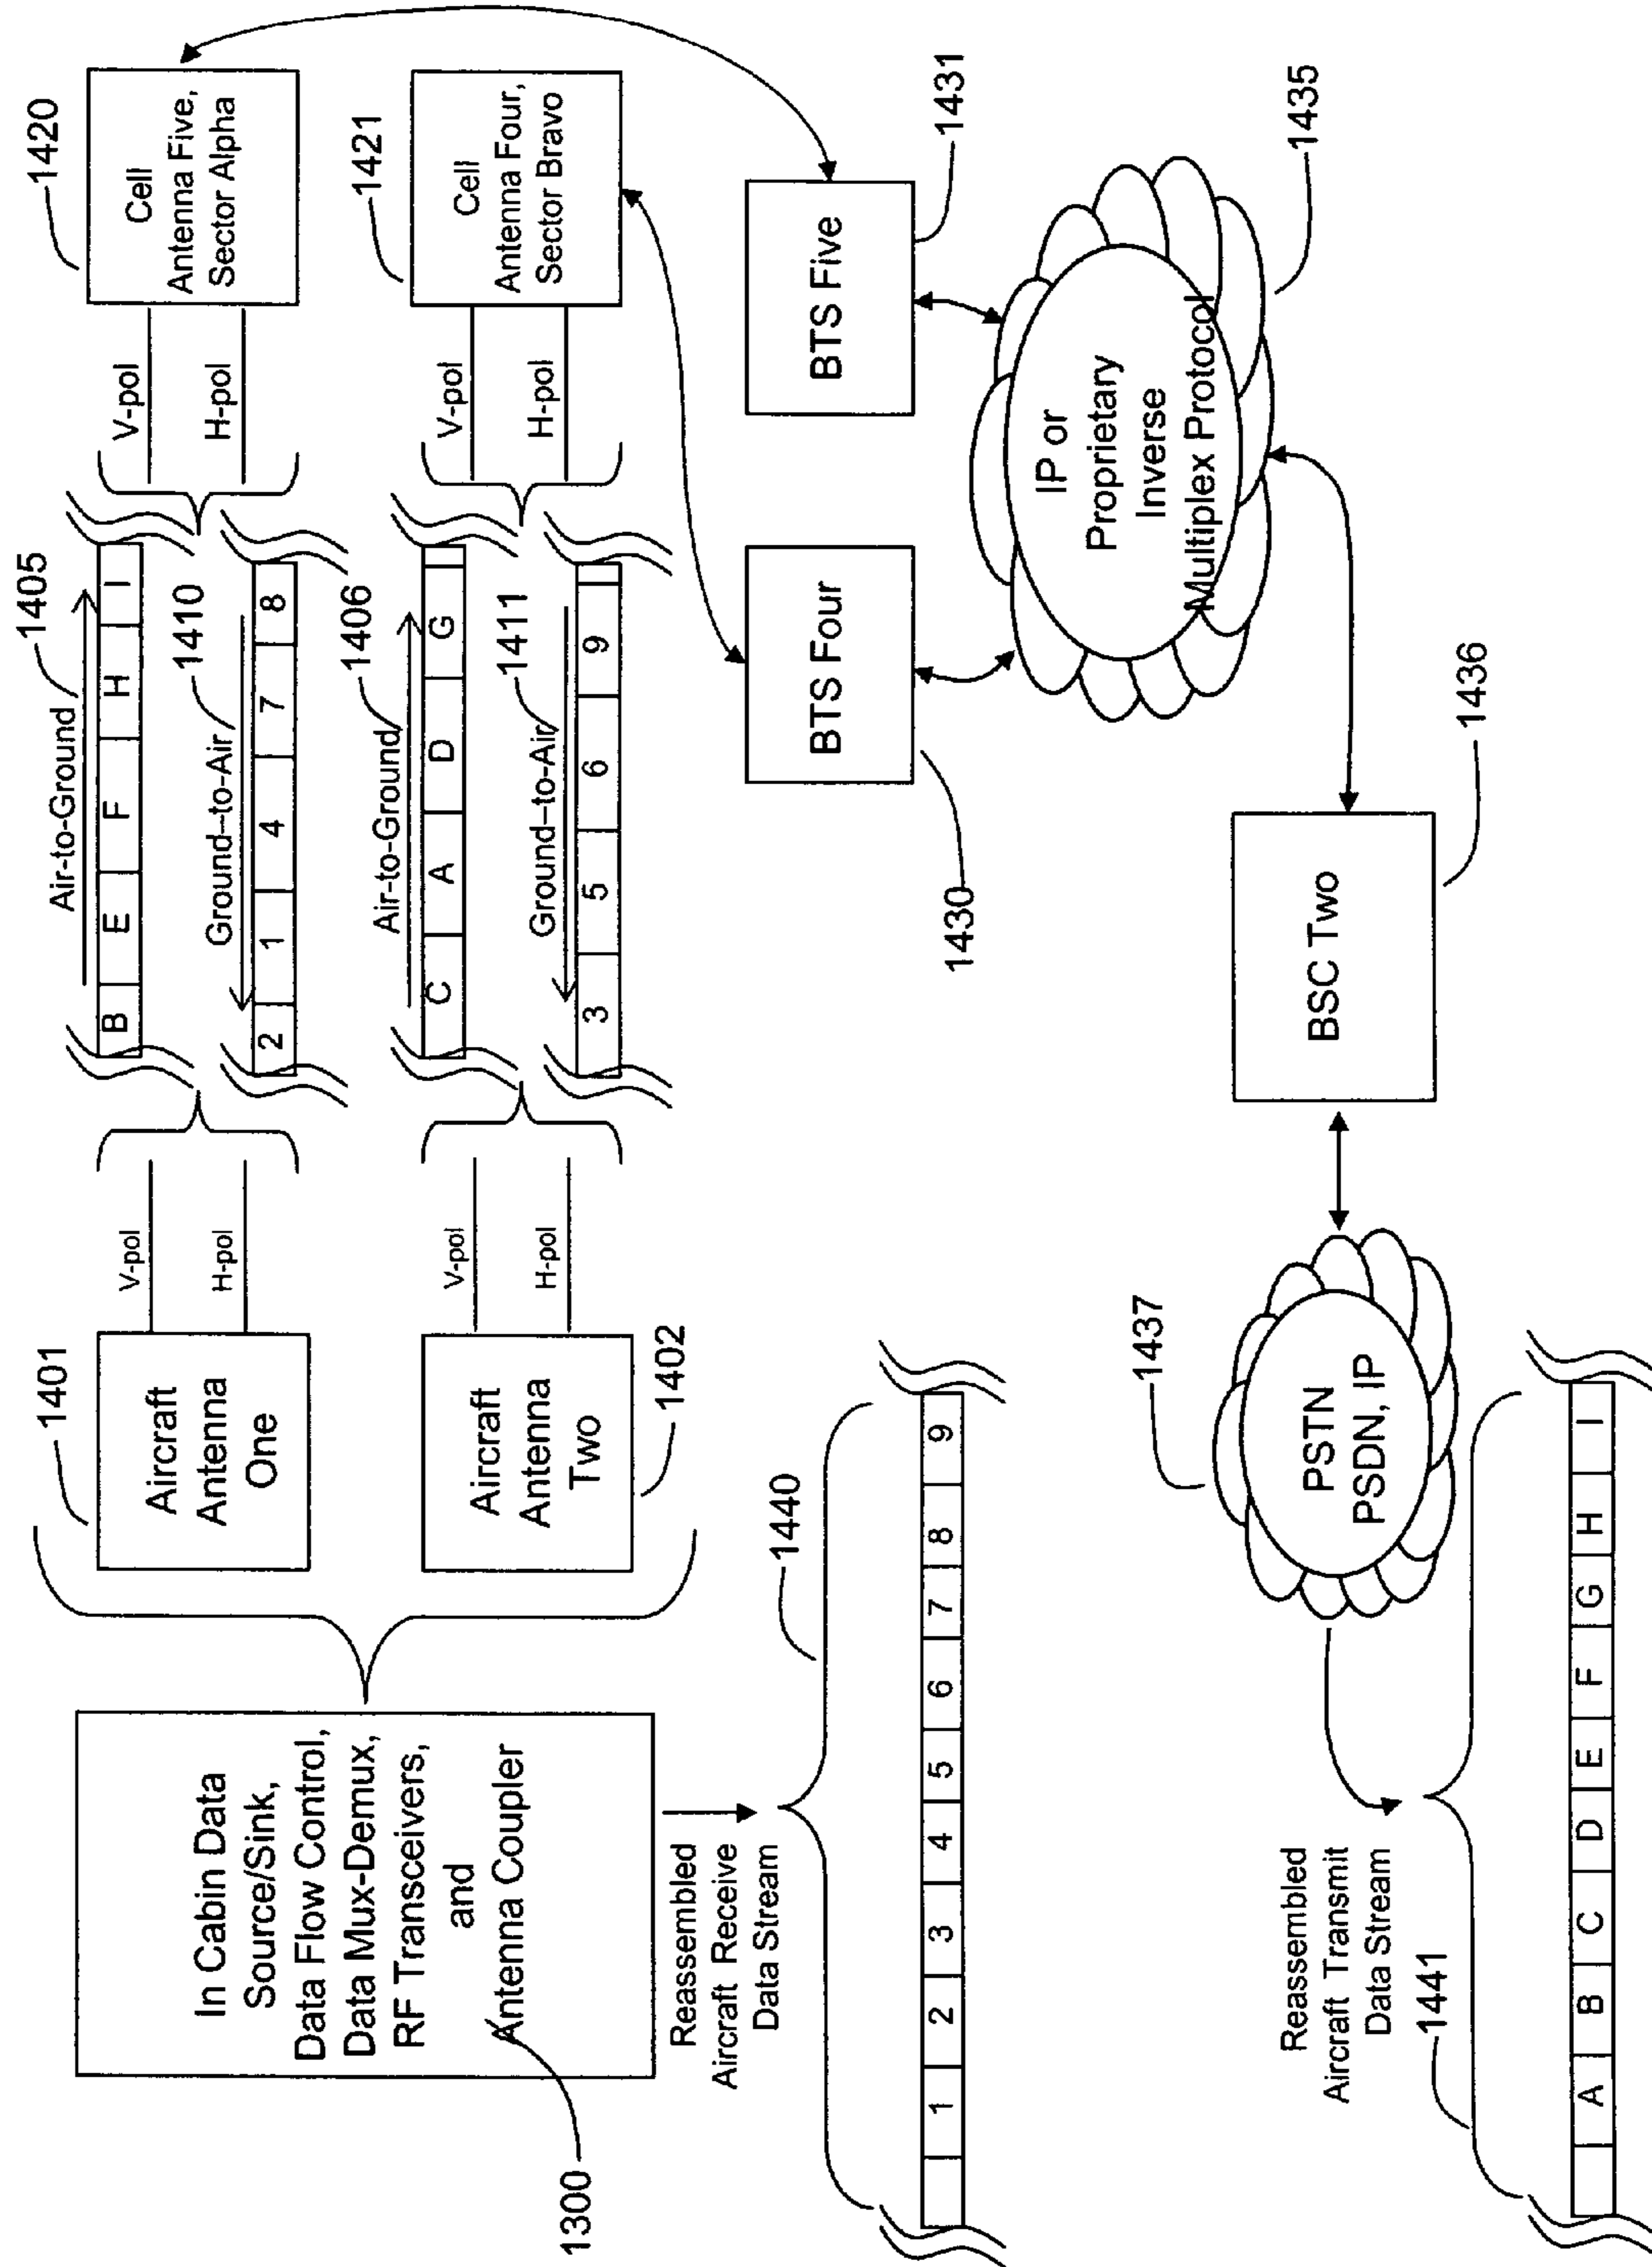 1300
In Cabin Data
Source/Sink,
Data Flow Control,
Data Mux-Demux,
RF Transceivers,
and
Antenna Coupler
1401
Aircraft
Antenna
One
V-pol
H-pol
Air-to-Ground
1405
B E F F H I
Ground-to-Air
1410
2 1 4 7 8
V-pol
H-pol
1420
Cell
Antenna Five,
Sector Alpha
Aircraft
Antenna
Two
1402
V-pol
H-pol
Air-to-Ground
1406
C A D G
Ground-to-Air
1411
3 5 6 9
V-pol
H-pol
1421
Cell
Antenna Four,
Sector Bravo
Reassembled
Aircraft Receive
Data Stream
1440
1 2 3 4 5 6 7 8 9
1430
BTS Four
BTS Five
1431
IP or
Proprietary
Inverse
Multiplex Protocol
1435
BSC Two
1436
1437
PSTN
PSDN, IP
Reassembled
Aircraft Transmit
Data Stream
1441
A B C D E F G H I